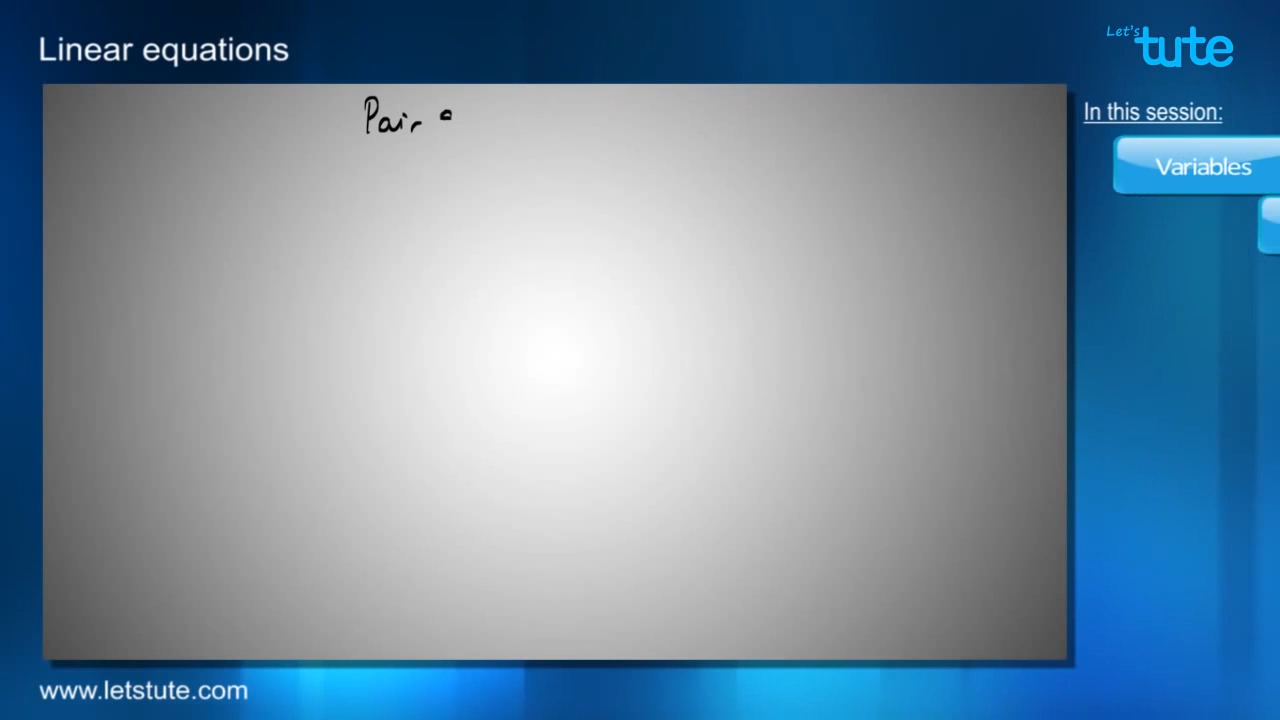 Linear equations
Let's tute
In this session:
Pair
Variables
www.letstute.com